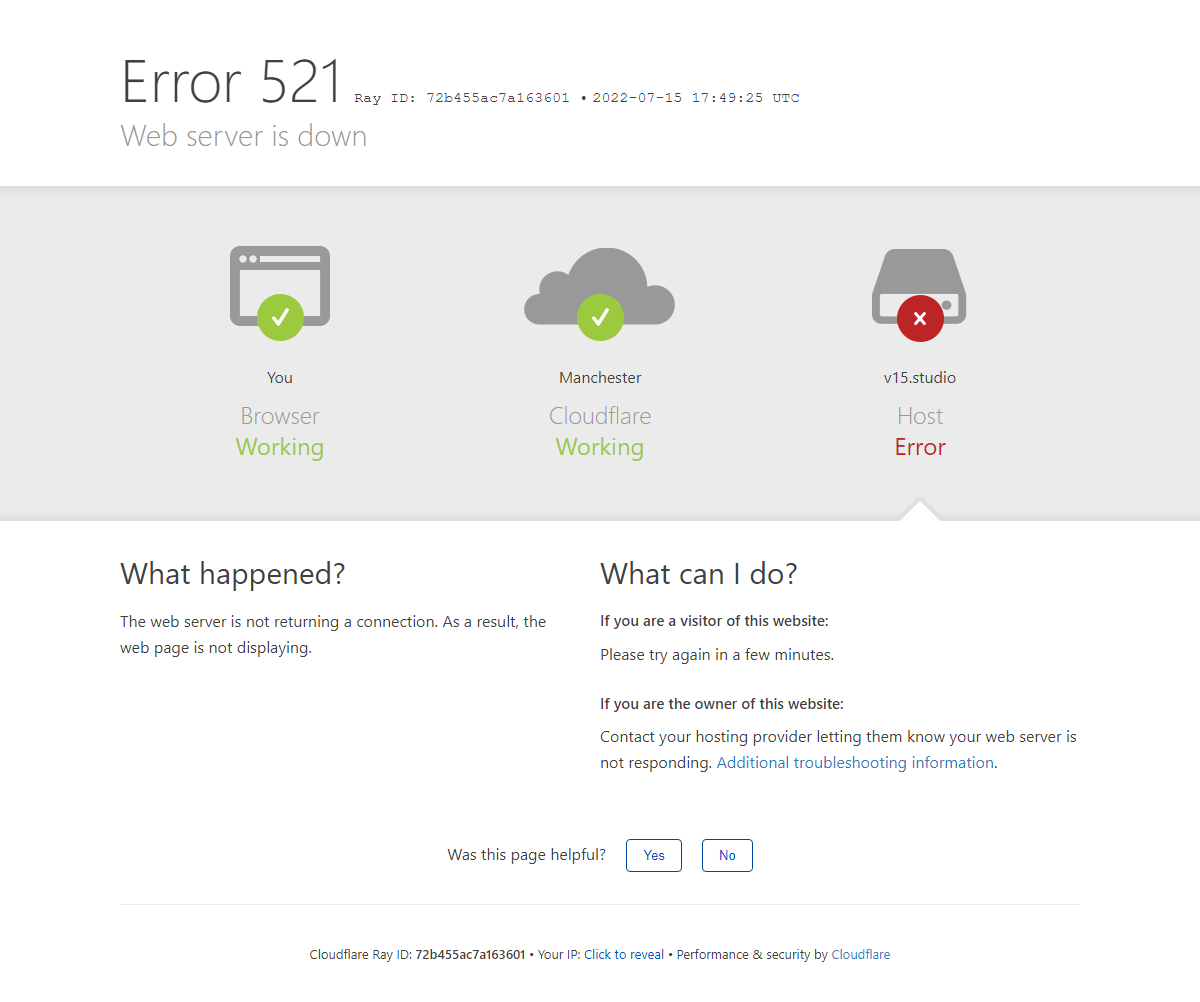 Error 521 Ray ID: 72b455ac7a163601 • 2022-07-15 17:49:25 UTC
Web server is down
You
Browser
Working
Manchester
Cloudflare
Working
v15.studio
Host
Error
What happened?
The web server is not returning a connection. As a result, the
web page is not displaying.
What can I do?
If you are a visitor of this website:
Please try again in a few minutes.
If you are the owner of this website:
Contact your hosting provider letting them know your web server is
not responding. Additional troubleshooting information.
Was this page helpful? Yes No
Cloudflare Ray ID: 72b455ac7a163601 • Your IP: Click to reveal • Performance & security by Cloudflare